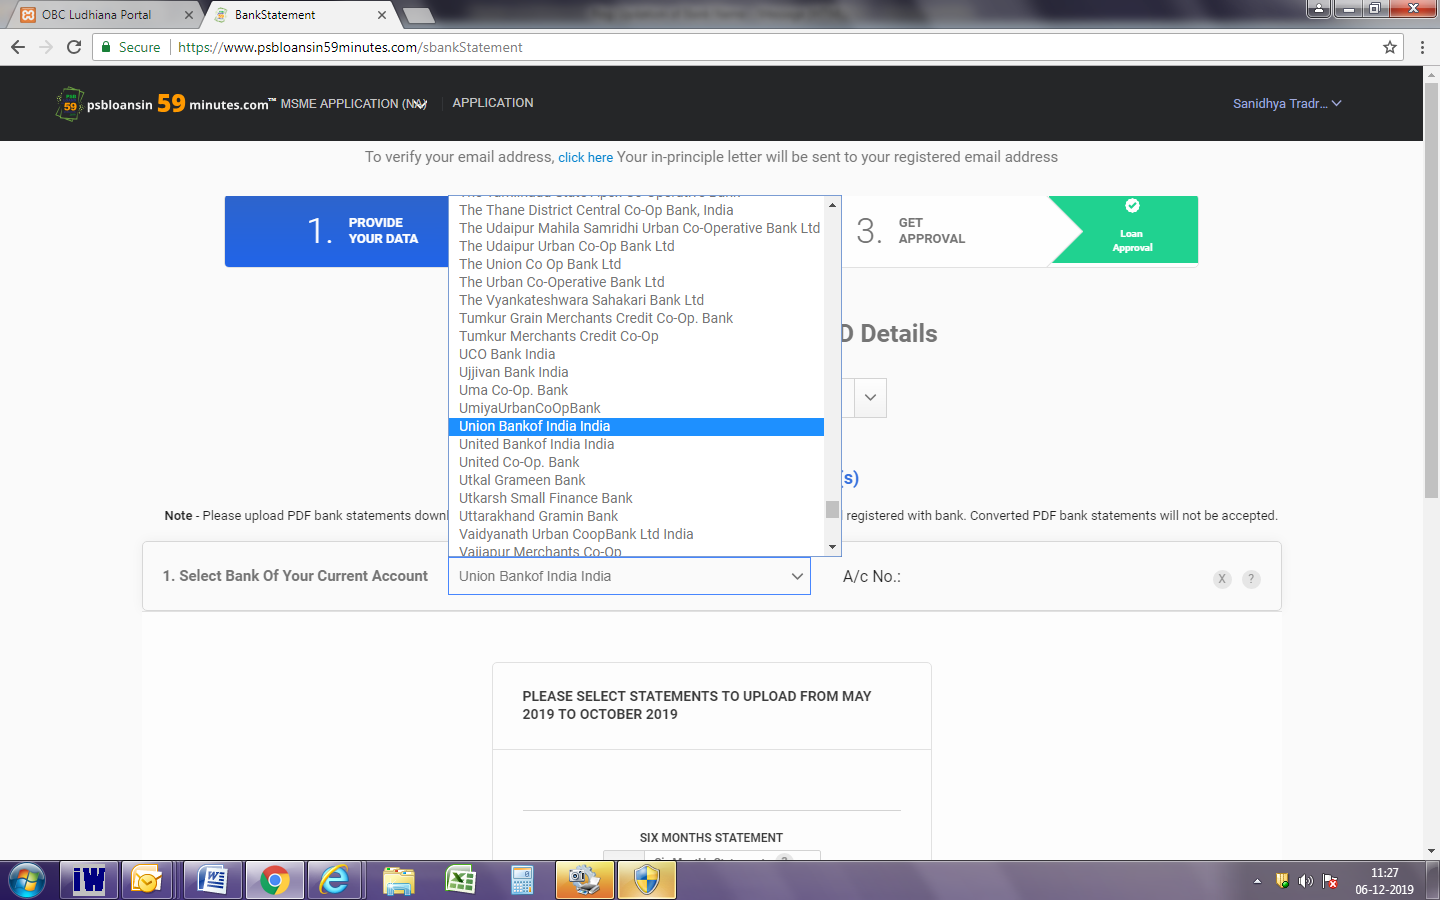 OBC Ludhiana Portal
BankStatement
Secure
https://www.psbloansin59minutes.com/sbankStatement
PSB
59
psbloansin 59 minutes.com™
MSME APPLICATION
APPLICATION
Sanidhya Tradr...
To verify your email address, click here Your in-principle letter will be sent to your registered email address
1. PROVIDE
YOUR DATA
3. GET
APPROVAL
Loan
Approval
The Thane District Central Co-Op Bank, India
The Udaipur Mahila Samridhi Urban Co-Operative Bank Ltd
The Udaipur Urban Co-Op Bank Ltd
The Union Co Op Bank Ltd
The Urban Co-Operative Bank Ltd
The Vyankateshwara Sahakari Bank Ltd
Tumkur Grain Merchants Credit Co-Op. Bank
Tumkur Merchants Credit Co-Op
UCO Bank India
Ujjivan Bank India
Uma Co-Op. Bank
UmiyaUrbanCoOpBank
Union Bankof India India
United Bankof India India
United Co-Op. Bank
Utkal Grameen Bank
Utkarsh Small Finance Bank
Uttarakhand Gramin Bank
Vaidyanath Urban CoopBank Ltd India
Vaijapur Merchants Co-Op
D Details
(s)
Note - Please upload PDF bank statements downl
registered with bank. Converted PDF bank statements will not be accepted.
1. Select Bank Of Your Current Account
Union Bankof India India
A/c No.:
X
?
PLEASE SELECT STATEMENTS TO UPLOAD FROM MAY
2019 TO OCTOBER 2019
SIX MONTHS STATEMENT
11:27
06-12-2019